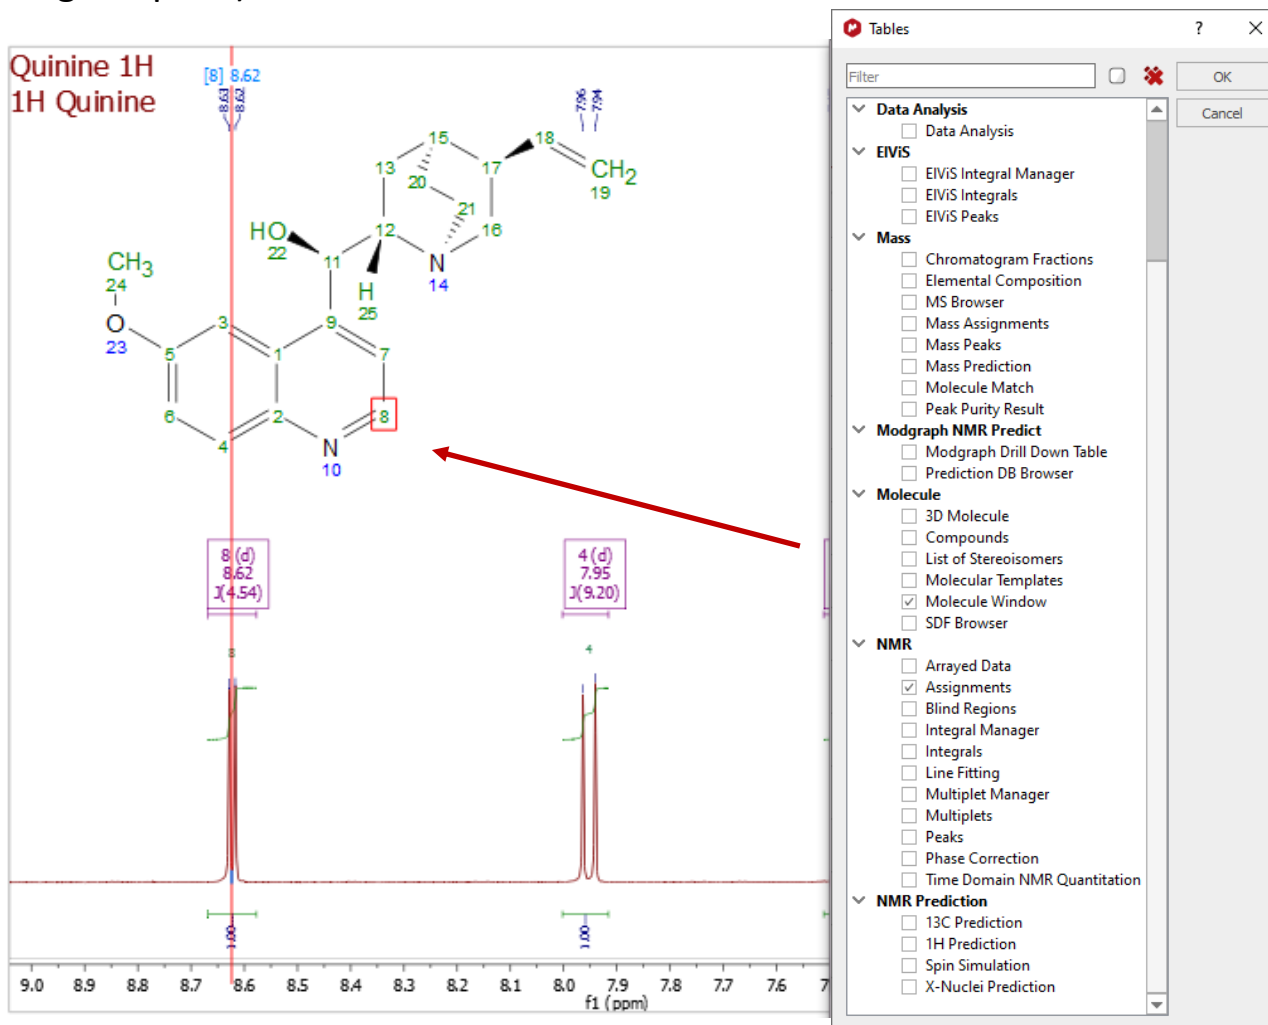 Quinine 1H
1H Quinine
[8] 8.62
8.63
8.62
7.96
7.94
15
18
13
17
CH2
19
20
21
HO
22
12
16
11
N
14
CH3
24
H
25
O
23
3
9
5
1
7
6
2
8
4
N
10
8 (d)
8.62
J(4.54)
4 (d)
7.95
J(9.20)
8
4
1.00
1.00
9.0 8.9 8.8 8.7 8.6 8.5 8.4 8.3 8.2 8.1 8.0 7.9 7.8 7.7 7.6
f1 (ppm)
Tables
?
Filter
OK
Cancel
Data Analysis
Data Analysis
ElViS
ElViS Integral Manager
ElViS Integrals
ElViS Peaks
Mass
Chromatogram Fractions
Elemental Composition
MS Browser
Mass Assignments
Mass Peaks
Mass Prediction
Molecule Match
Peak Purity Result
Modgraph NMR Predict
Modgraph Drill Down Table
Prediction DB Browser
Molecule
3D Molecule
Compounds
List of Stereoisomers
Molecular Templates
Molecule Window
SDF Browser
NMR
Arrayed Data
Assignments
Blind Regions
Integral Manager
Integrals
Line Fitting
Multiplet Manager
Multiplets
Peaks
Phase Correction
Time Domain NMR Quantitation
NMR Prediction
13C Prediction
1H Prediction
Spin Simulation
X-Nuclei Prediction